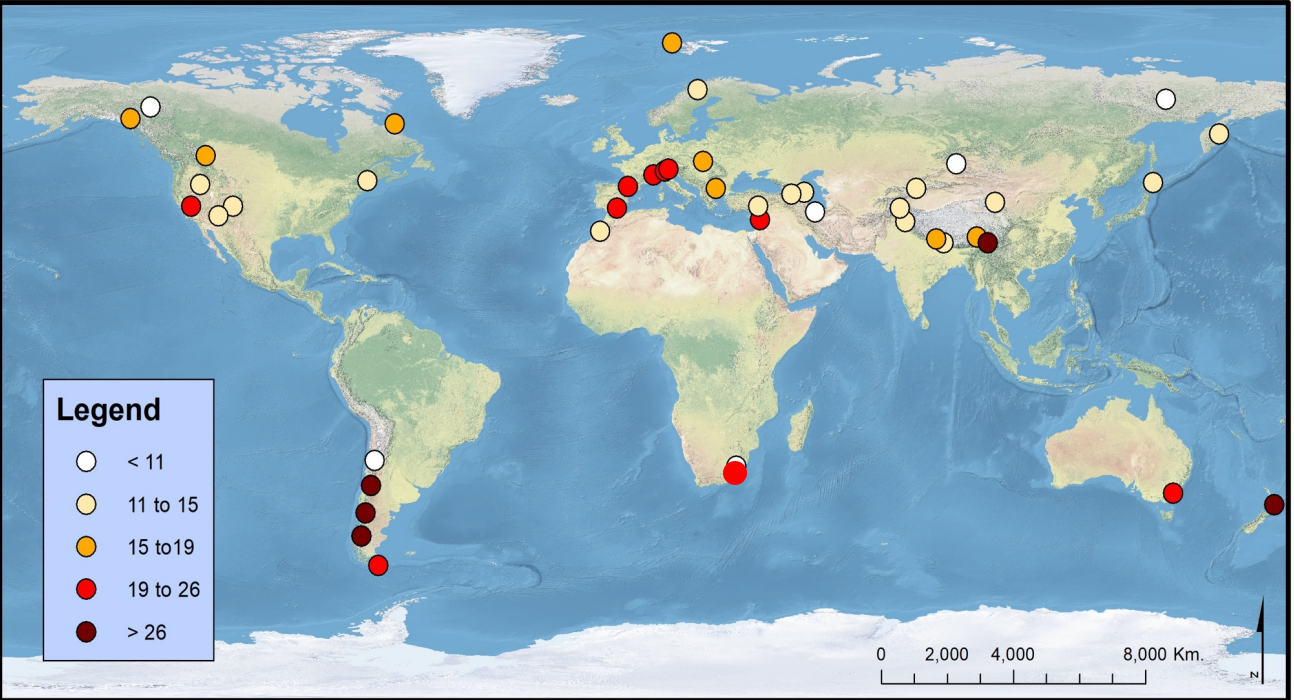 Legend
< 11
11 to 15
15 to19
19 to 26
> 26
0 2,000 4,000 8,000 Km.
N